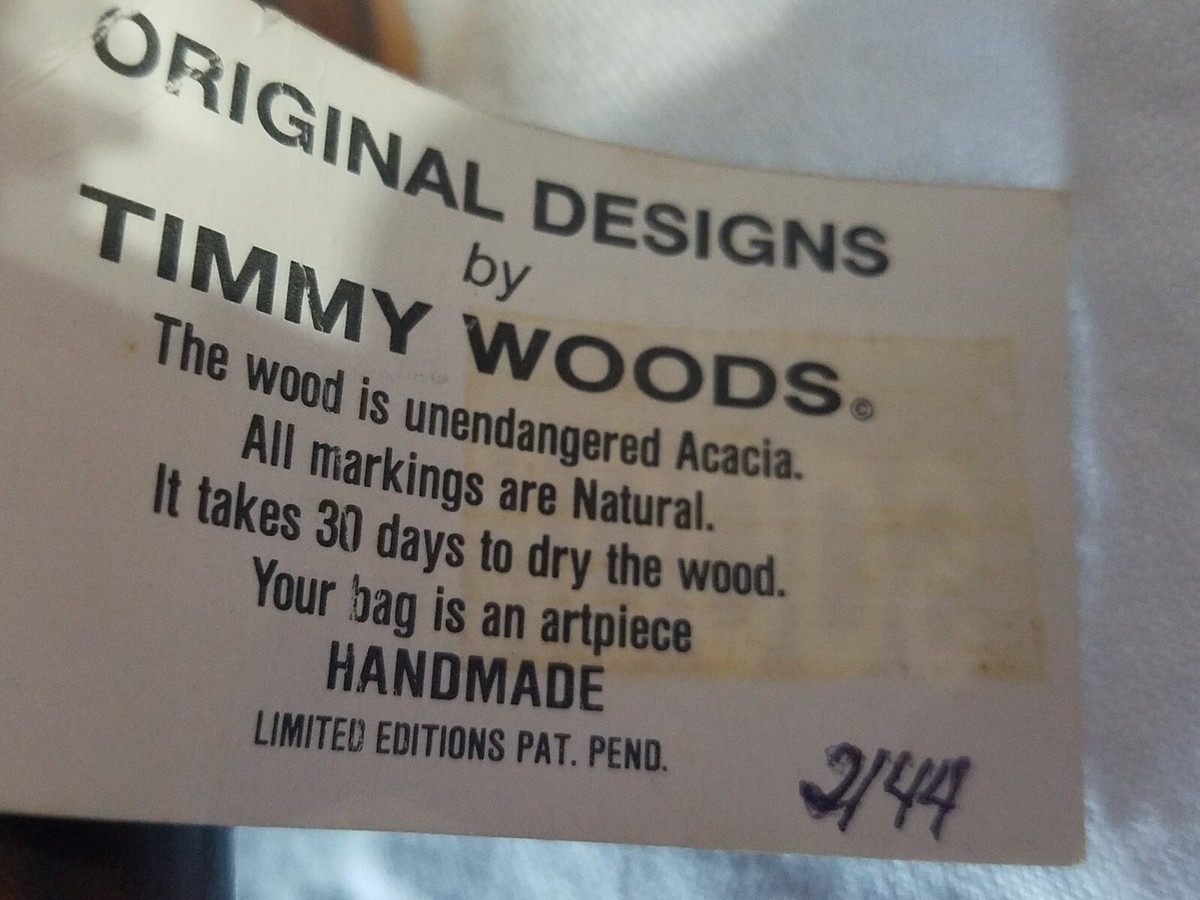 ORIGINAL DESIGNS
by
TIMMY WOODS©
The wood is unendangered Acacia.
All markings are Natural.
It takes 30 days to dry the wood.
Your bag is an artpiece
HANDMADE
LIMITED EDITIONS PAT. PEND.
2/44